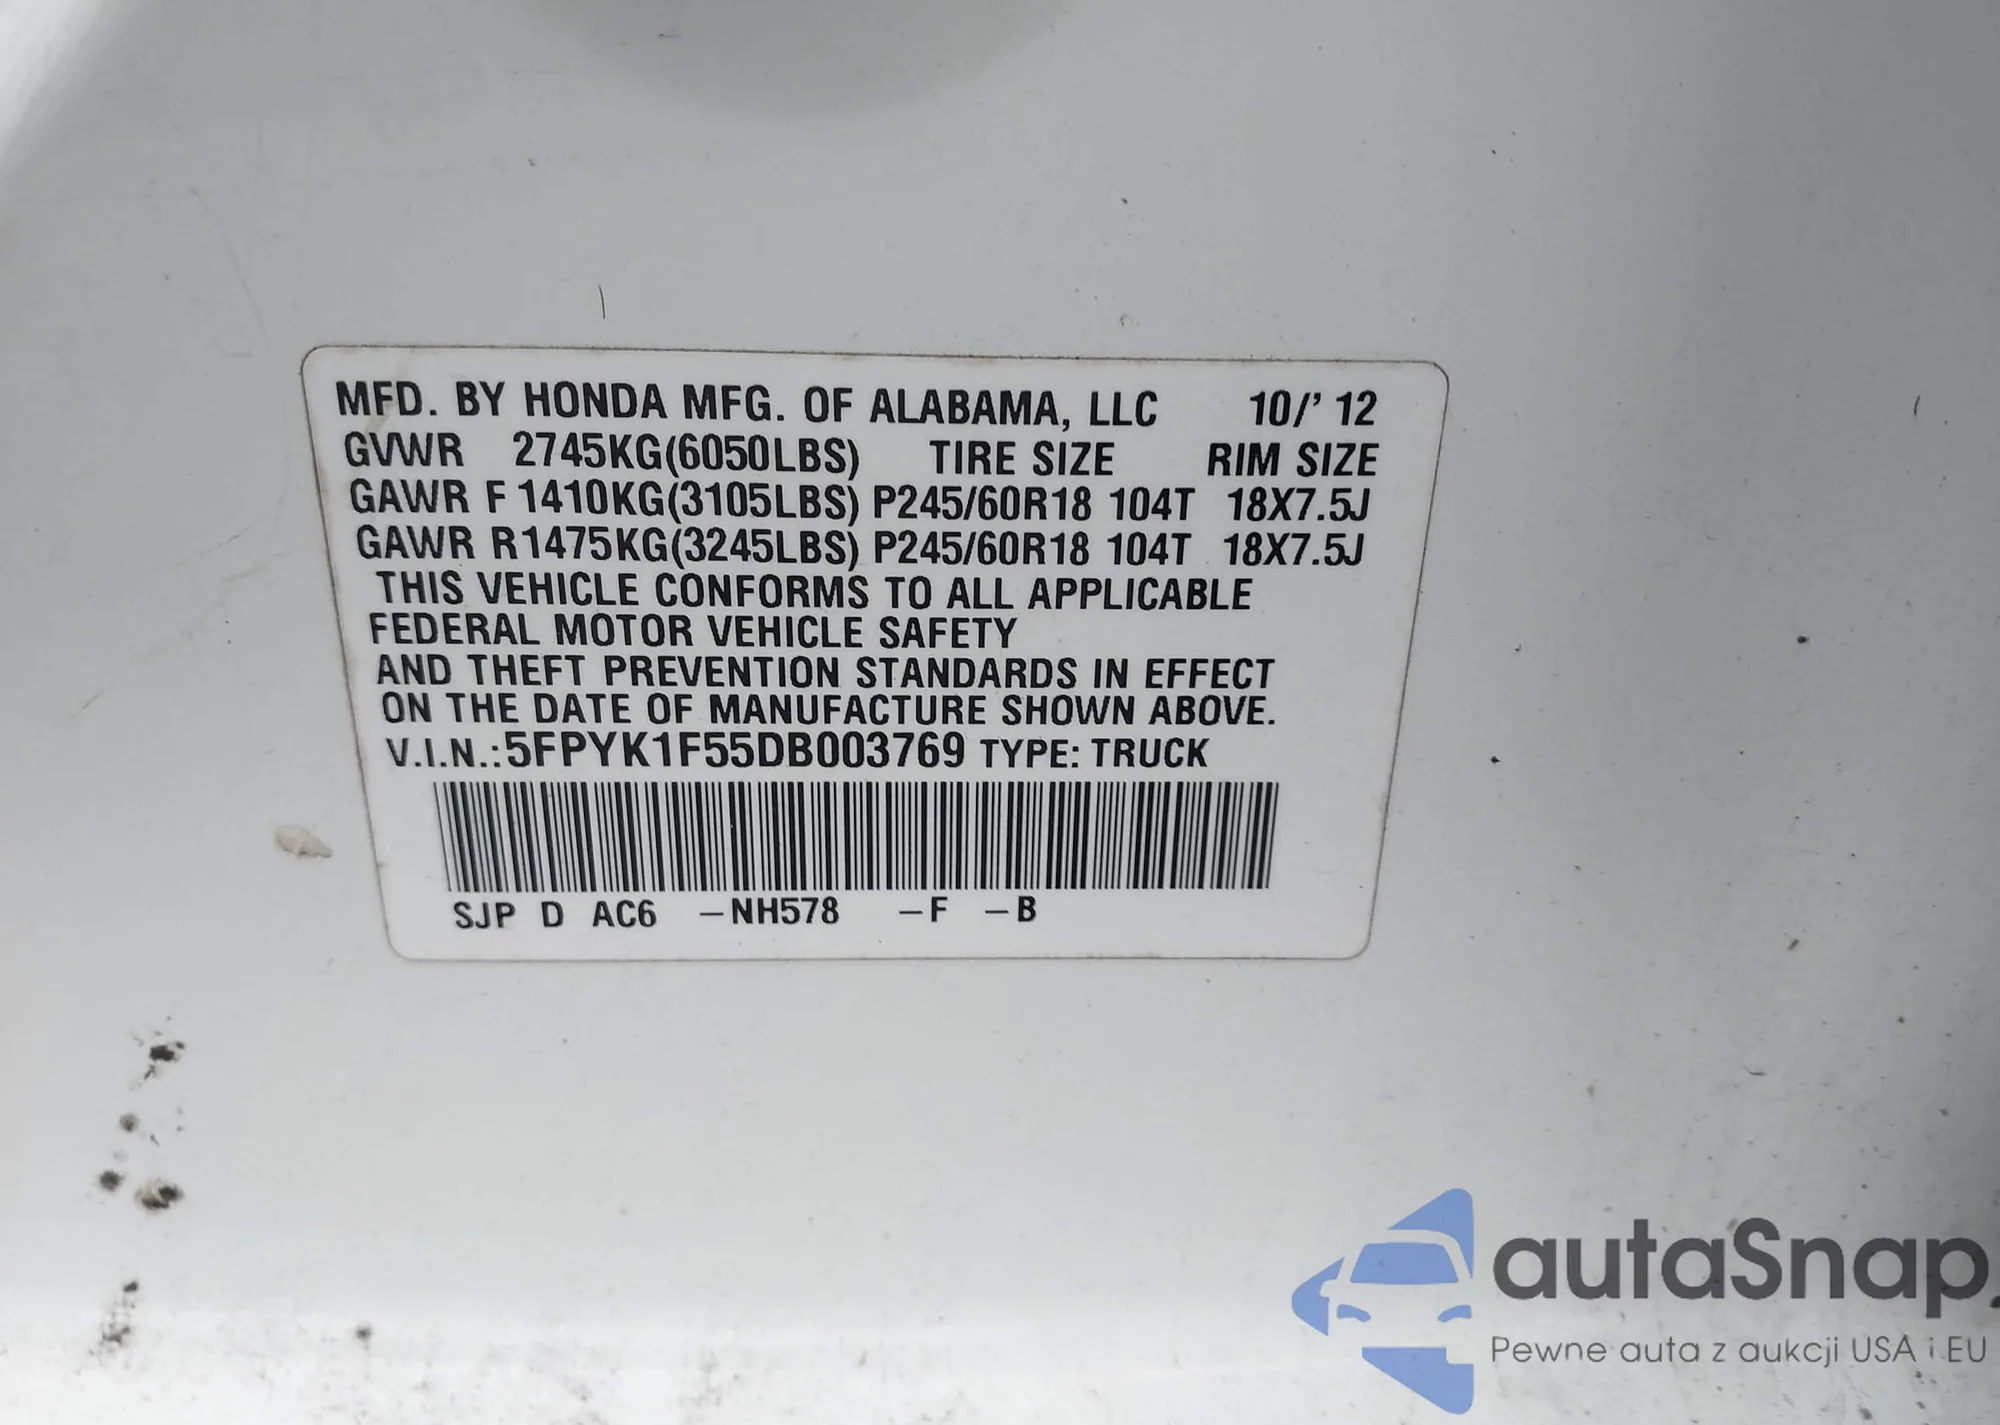 MFD. BY HONDA MFG. OF ALABAMA, LLC 10/' 12
GVWR 2745KG(6050LBS) TIRE SIZE RIM SIZE
GAWR F 1410KG(3105LBS) P245/60R18 104T 18X7.5J
GAWR R1475KG(3245LBS) P245/60R18 104T 18X7.5J
THIS VEHICLE CONFORMS TO ALL APPLICABLE
FEDERAL MOTOR VEHICLE SAFETY
AND THEFT PREVENTION STANDARDS IN EFFECT
ON THE DATE OF MANUFACTURE SHOWN ABOVE.
V.I.N.:5FPYK1F55DB003769 TYPE: TRUCK
SJP D AC6 –NH578 –F –B
autaSnap
Pewne auta z aukcji USA i EU